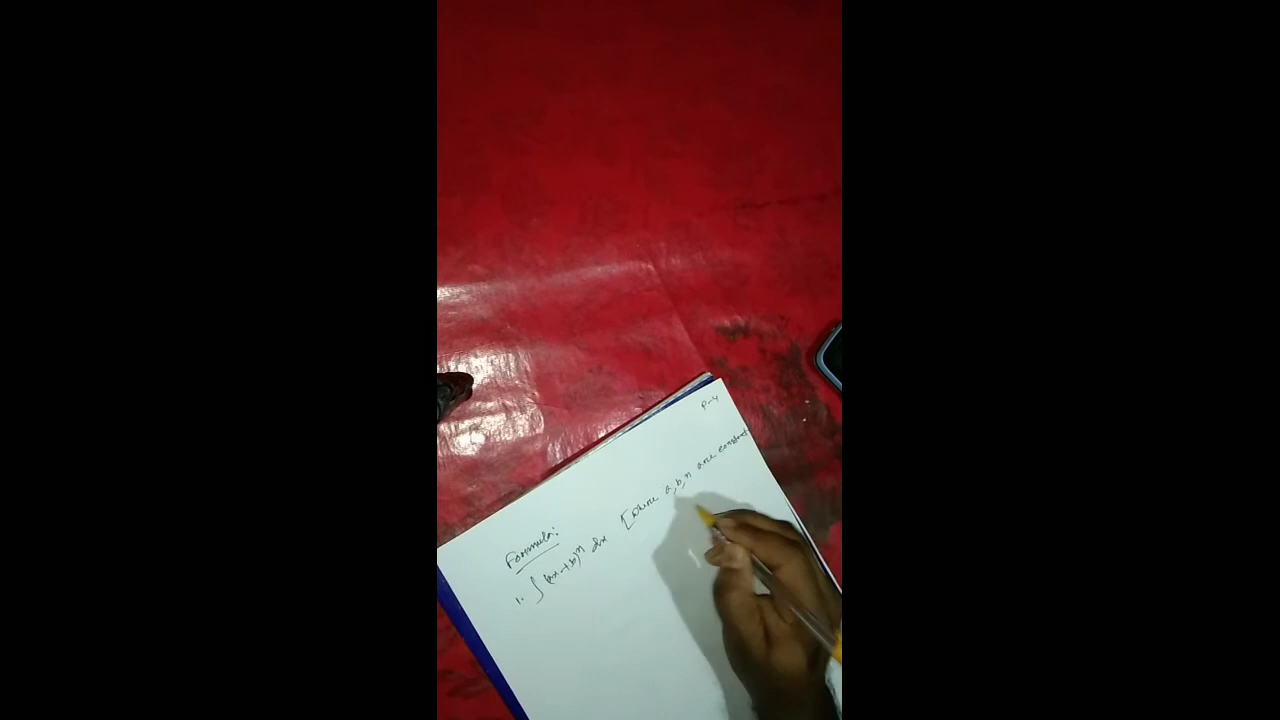 P-4
Formula:
1. ∫ (ax+b)ⁿ dx [where a, b, n are constant